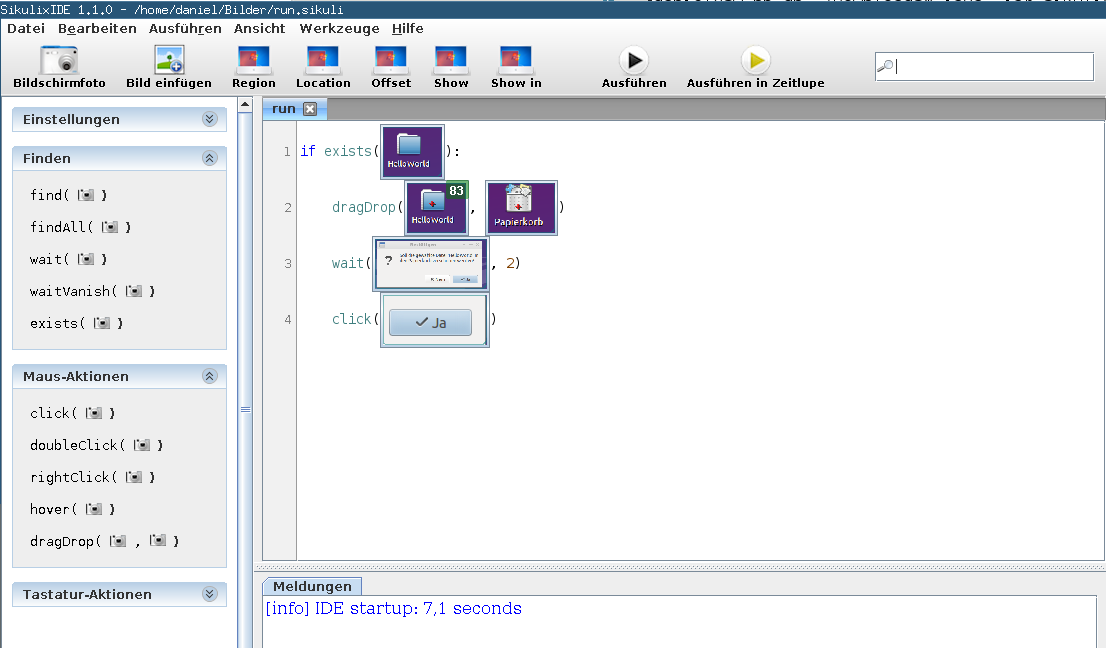 SikulixIDE 1.1.0 - /home/daniel/Bilder/run.sikuli
Datei Bearbeiten Ausführen Ansicht Werkzeuge Hilfe
Bildschirmfoto Bild einfügen Region Location Offset Show Show in Ausführen Ausführen in Zeitlupe
Einstellungen
Finden
find( )
findAll( )
wait( )
waitVanish( )
exists( )
Maus-Aktionen
click( )
doubleClick( )
rightClick( )
hover( )
dragDrop( , )
Tastatur-Aktionen
run
1 if exists( HelloWorld ):
2 dragDrop( HelloWorld 83 , Papierkorb )
3 wait( ? , 2)
4 click( Ja )
Meldungen
[info] IDE startup: 7,1 seconds